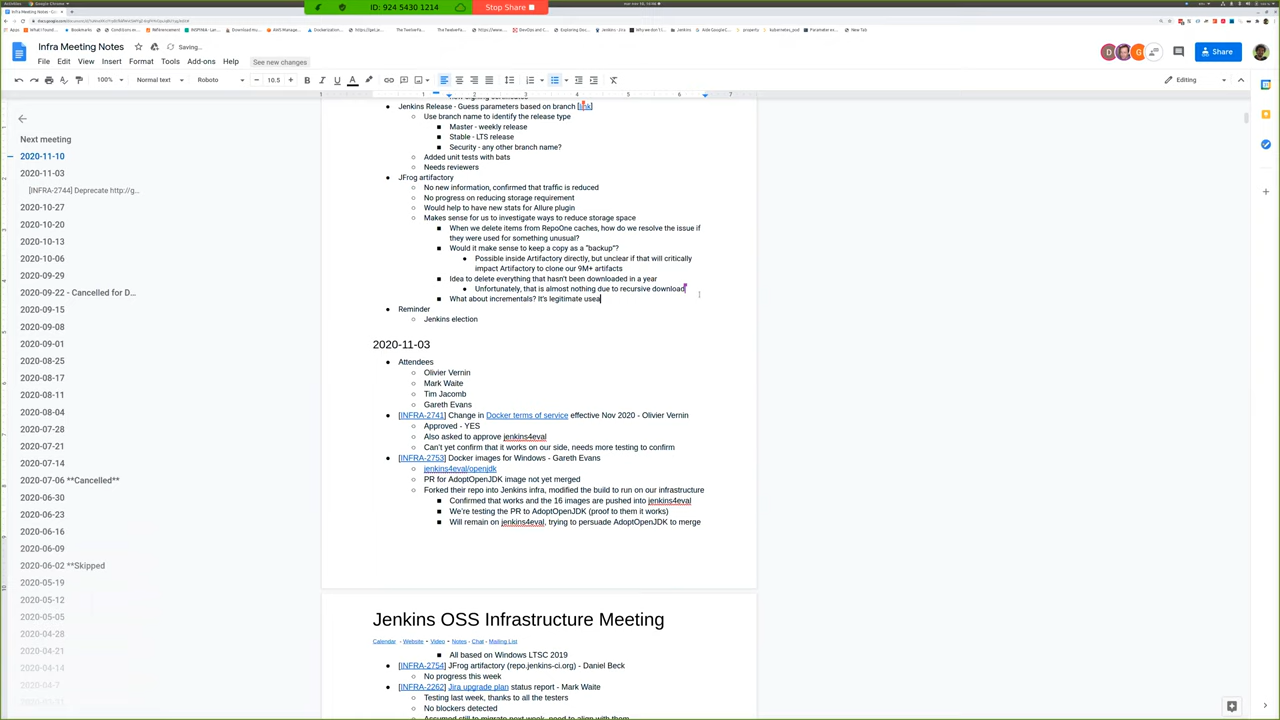 ID: 924 5430 1214
Stop Share
Infra Meeting Notes
Saving...
File Edit View Insert Format Tools Add-ons Help
See new changes
Share
100%
Normal text
Roboto
10.5
Editing
Next meeting
2020-11-10
2020-11-03
[INFRA-2744] Deprecate http://g...
2020-10-27
2020-10-20
2020-10-13
2020-10-06
2020-09-29
2020-09-22 - Cancelled for D...
2020-09-15
2020-09-08
2020-09-01
2020-08-25
2020-08-17
2020-08-11
2020-08-04
2020-07-28
2020-07-21
2020-07-14
2020-07-06 **Cancelled**
2020-06-30
2020-06-23
2020-06-16
2020-06-09
2020-06-02 **Skipped
2020-05-19
2020-05-12
2020-05-05
2020-04-28
2020-04-21
2020-04-14
2020-04-7
Jenkins Release - Guess parameters based on branch [link]
Use branch name to identify the release type
Master - weekly release
Stable - LTS release
Security - any other branch name?
Added unit tests with bats
Needs reviewers
JFrog artifactory
No new information, confirmed that traffic is reduced
No progress on reducing storage requirement
Would help to have new stats for Allure plugin
Makes sense for us to investigate ways to reduce storage space
When we delete items from RepoOne caches, how do we resolve the issue if
they were used for something unusual?
Would it make sense to keep a copy as a "backup"?
Possible inside Artifactory directly, but unclear if that will critically
impact Artifactory to clone our 9M+ artifacts
Idea to delete everything that hasn't been downloaded in a year
Unfortunately, that is almost nothing due to recursive download
What about incrementals? It's legitimate usea
Reminder
Jenkins election
2020-11-03
Attendees
Olivier Vernin
Mark Waite
Tim Jacomb
Gareth Evans
[INFRA-2741] Change in Docker terms of service effective Nov 2020 - Olivier Vernin
Approved - YES
Also asked to approve jenkins4eval
Can't yet confirm that it works on our side, needs more testing to confirm
[INFRA-2753] Docker images for Windows - Gareth Evans
jenkins4eval/openjdk
PR for AdoptOpenJDK image not yet merged
Forked their repo into Jenkins infra, modified the build to run on our infrastructure
Confirmed that works and the 16 images are pushed into jenkins4eval
We're testing the PR to AdoptOpenJDK (proof to them it works)
Will remain on jenkins4eval, trying to persuade AdoptOpenJDK to merge
Jenkins OSS Infrastructure Meeting
Calendar - Website - Video - Notes - Chat - Mailing List
All based on Windows LTSC 2019
[INFRA-2754] JFrog artifactory (repo.jenkins-ci.org) - Daniel Beck
No progress this week
[INFRA-2262] Jira upgrade plan status report - Mark Waite
Testing last week, thanks to all the testers
No blockers detected